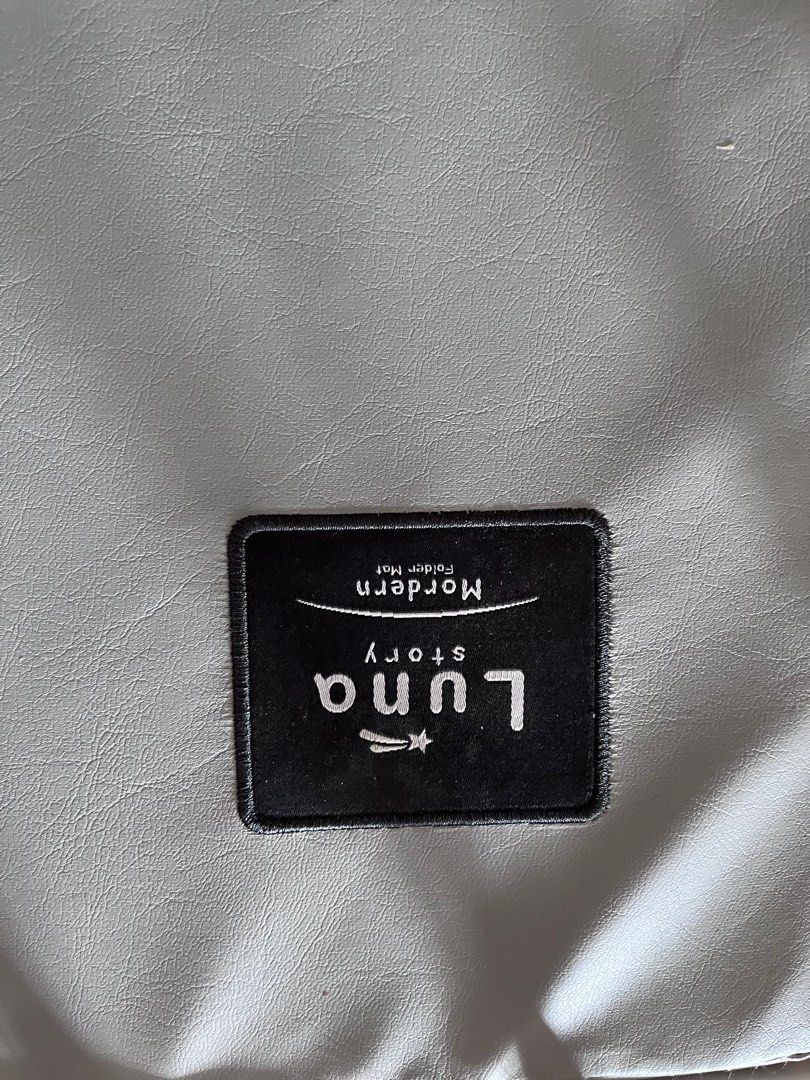 Luna
story
Mordern
Folder Mat